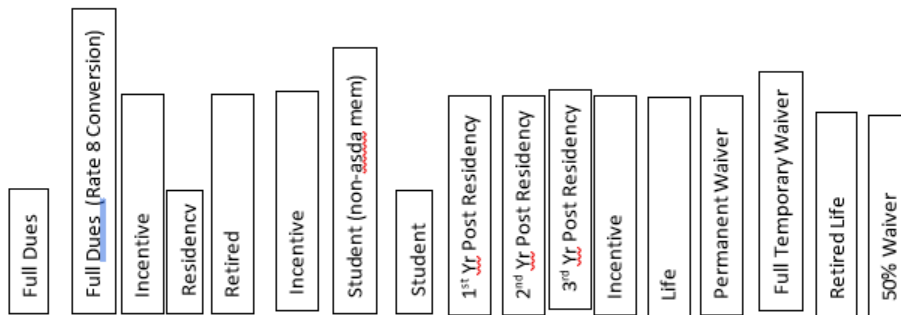 Full Dues
Full Dues (Rate 8 Conversion)
Incentive
Residency
Retired
Incentive
Student (non-asda mem)
Student
1st Yr Post Residency
2nd Yr Post Residency
3rd Yr Post Residency
Incentive
Life
Permanent Waiver
Full Temporary Waiver
Retired Life
50% Waiver